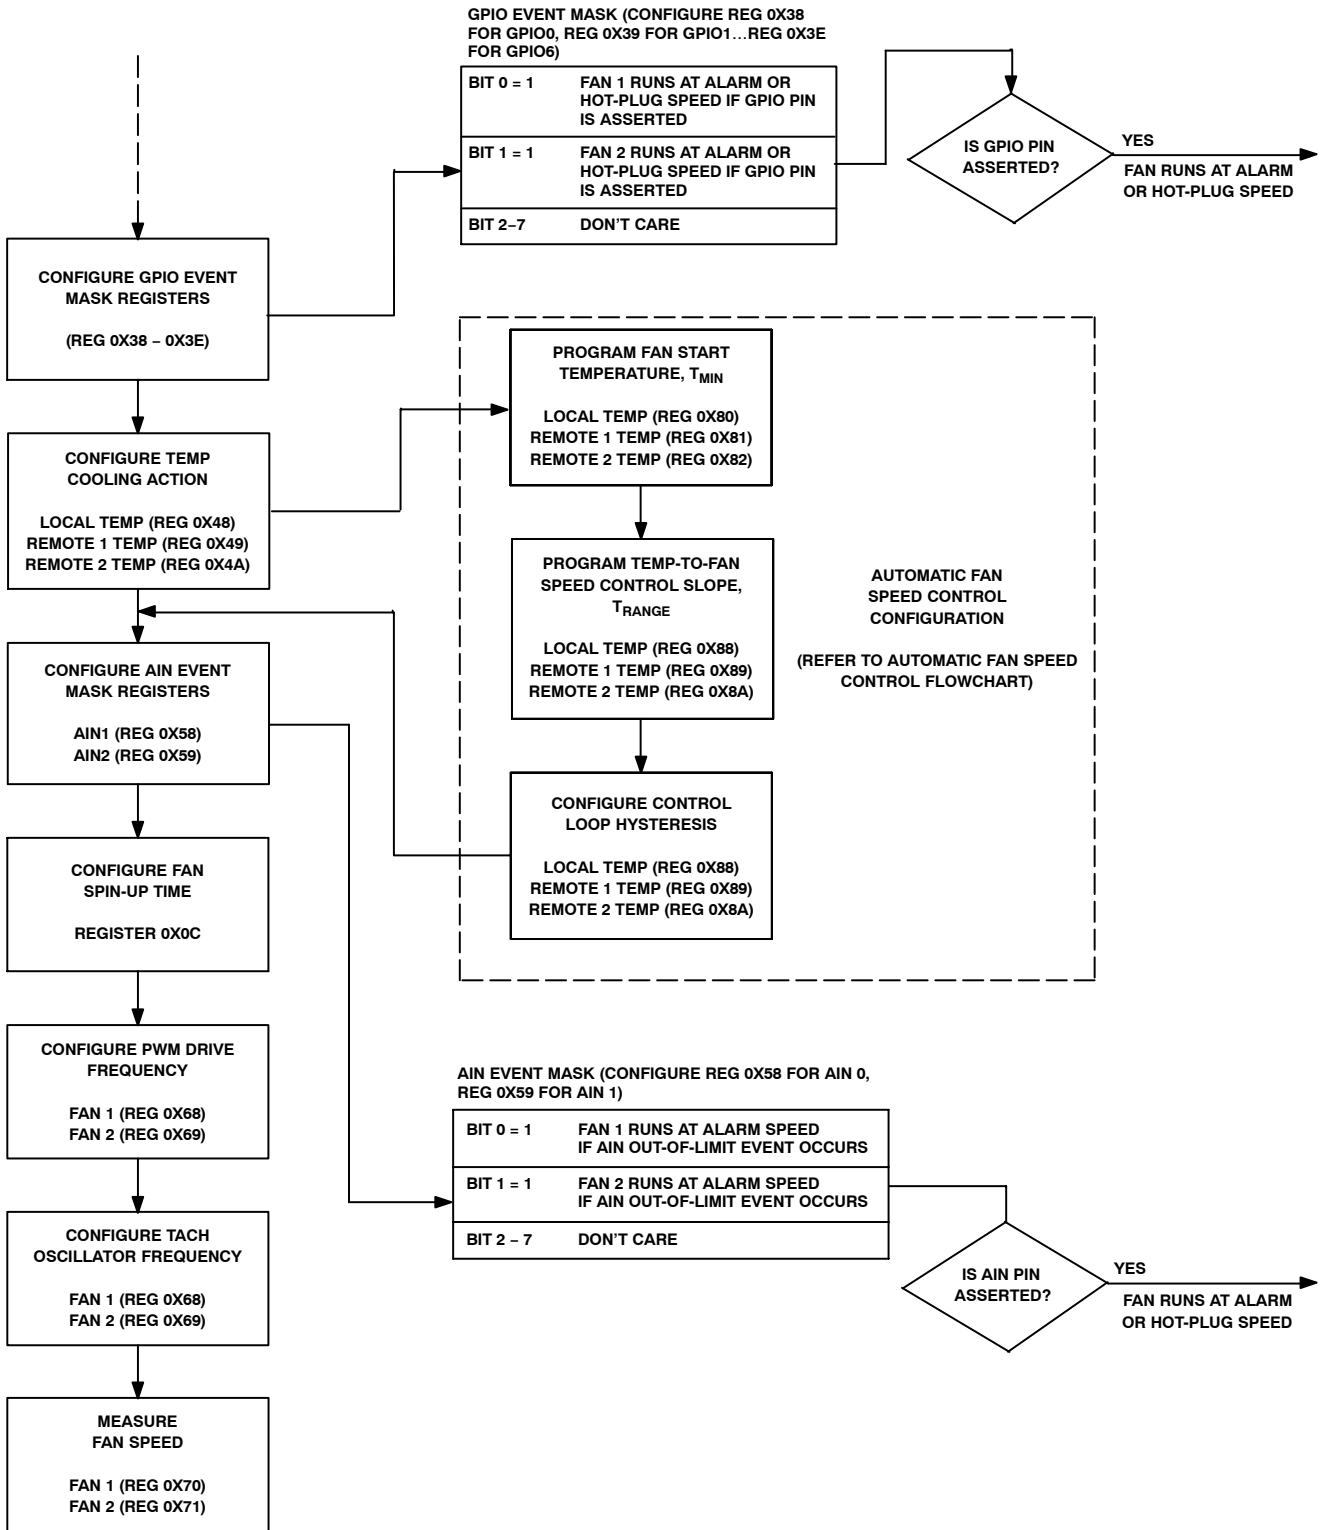 GPIO EVENT MASK (CONFIGURE REG 0X38
FOR GPIO0, REG 0X39 FOR GPIO1...REG 0X3E
FOR GPIO6)
BIT 0 = 1 FAN 1 RUNS AT ALARM OR
HOT-PLUG SPEED IF GPIO PIN
IS ASSERTED
BIT 1 = 1 FAN 2 RUNS AT ALARM OR
HOT-PLUG SPEED IF GPIO PIN
IS ASSERTED
BIT 2–7 DON'T CARE
IS GPIO PIN
ASSERTED?
YES
FAN RUNS AT ALARM
OR HOT-PLUG SPEED
CONFIGURE GPIO EVENT
MASK REGISTERS
(REG 0X38 – 0X3E)
CONFIGURE TEMP
COOLING ACTION
LOCAL TEMP (REG 0X48)
REMOTE 1 TEMP (REG 0X49)
REMOTE 2 TEMP (REG 0X4A)
PROGRAM FAN START
TEMPERATURE, TMIN
LOCAL TEMP (REG 0X80)
REMOTE 1 TEMP (REG 0X81)
REMOTE 2 TEMP (REG 0X82)
PROGRAM TEMP-TO-FAN
SPEED CONTROL SLOPE,
TRANGE
LOCAL TEMP (REG 0X88)
REMOTE 1 TEMP (REG 0X89)
REMOTE 2 TEMP (REG 0X8A)
AUTOMATIC FAN
SPEED CONTROL
CONFIGURATION
(REFER TO AUTOMATIC FAN SPEED
CONTROL FLOWCHART)
CONFIGURE CONTROL
LOOP HYSTERESIS
LOCAL TEMP (REG 0X88)
REMOTE 1 TEMP (REG 0X89)
REMOTE 2 TEMP (REG 0X8A)
CONFIGURE AIN EVENT
MASK REGISTERS
AIN1 (REG 0X58)
AIN2 (REG 0X59)
CONFIGURE FAN
SPIN-UP TIME
REGISTER 0X0C
CONFIGURE PWM DRIVE
FREQUENCY
FAN 1 (REG 0X68)
FAN 2 (REG 0X69)
AIN EVENT MASK (CONFIGURE REG 0X58 FOR AIN 0,
REG 0X59 FOR AIN 1)
BIT 0 = 1 FAN 1 RUNS AT ALARM SPEED
IF AIN OUT-OF-LIMIT EVENT OCCURS
BIT 1 = 1 FAN 2 RUNS AT ALARM SPEED
IF AIN OUT-OF-LIMIT EVENT OCCURS
BIT 2 – 7 DON'T CARE
IS AIN PIN
ASSERTED?
YES
FAN RUNS AT ALARM
OR HOT-PLUG SPEED
CONFIGURE TACH
OSCILLATOR FREQUENCY
FAN 1 (REG 0X68)
FAN 2 (REG 0X69)
MEASURE
FAN SPEED
FAN 1 (REG 0X70)
FAN 2 (REG 0X71)